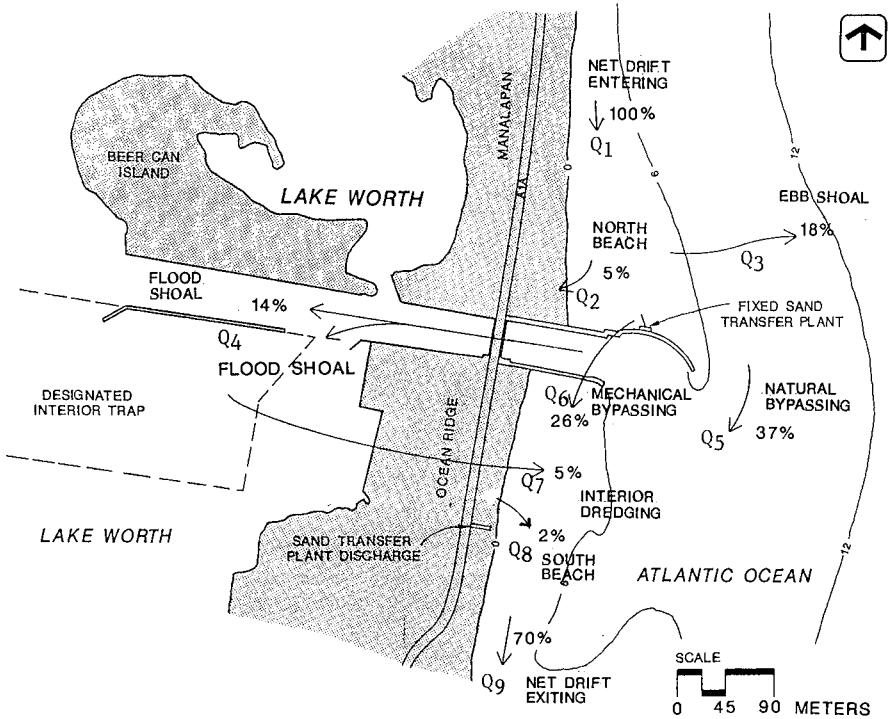 NET DRIFT
ENTERING
100%
Q1
MANALAPAN
A1A
0
6
12
BEER CAN
ISLAND
LAKE WORTH
EBB SHOAL
18%
Q3
NORTH
BEACH
5%
Q2
FLOOD
SHOAL
14%
Q4
FLOOD SHOAL
FIXED SAND
TRANSFER PLANT
DESIGNATED
INTERIOR TRAP
Q6
MECHANICAL
BYPASSING
26%
NATURAL
BYPASSING
37%
Q5
OCEAN RIDGE
Q7
5%
INTERIOR
DREDGING
LAKE WORTH
SAND TRANSFER
PLANT DISCHARGE
0
Q8
2%
SOUTH
BEACH
6
12
ATLANTIC OCEAN
70%
Q9
NET DRIFT
EXITING
SCALE
0 45 90 METERS